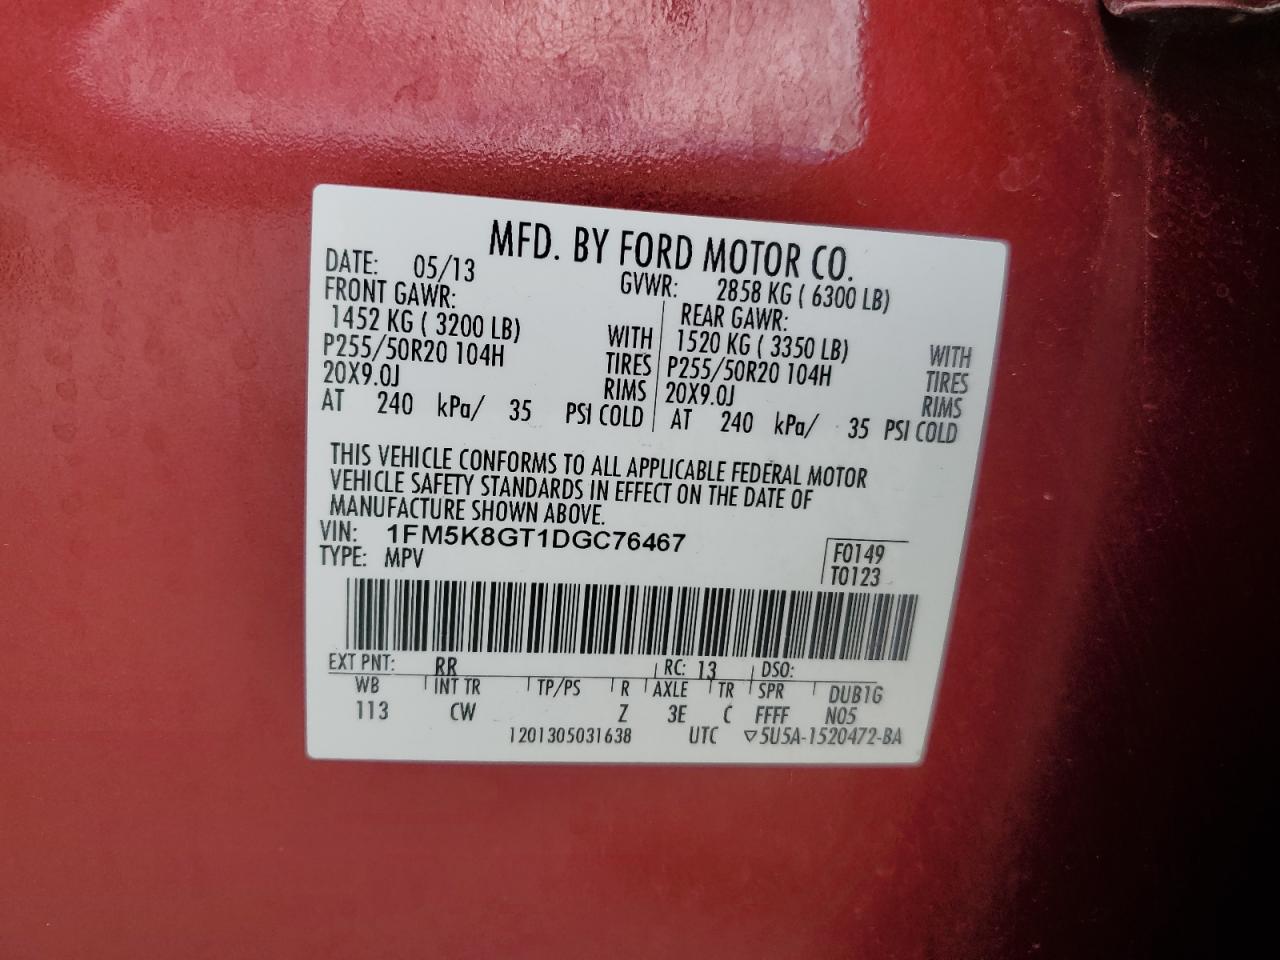 MFD. BY FORD MOTOR CO.
DATE: 05/13 GVWR: 2858 KG ( 6300 LB)
FRONT GAWR: REAR GAWR:
1452 KG ( 3200 LB) WITH 1520 KG ( 3350 LB) WITH
P255/50R20 104H TIRES P255/50R20 104H TIRES
20X9.0J RIMS 20X9.0J RIMS
AT 240 kPa/ 35 PSI COLD AT 240 kPa/ 35 PSI COLD
THIS VEHICLE CONFORMS TO ALL APPLICABLE FEDERAL MOTOR
VEHICLE SAFETY STANDARDS IN EFFECT ON THE DATE OF
MANUFACTURE SHOWN ABOVE.
VIN: 1FM5K8GT1DGC76467
TYPE: MPV
F0149
T0123
EXT PNT: RR RC: 13 DSO:
WB INT TR TP/PS R AXLE TR SPR DUB1G
113 CW Z 3E C FFFF N05
1201305031638 UTC ▽5U5A-1520472-BA